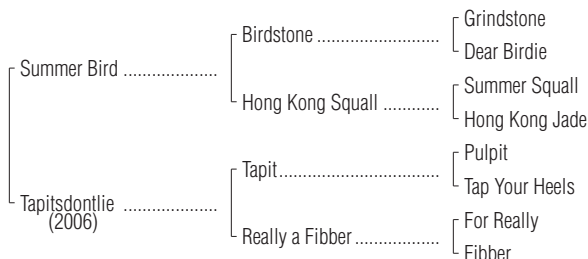 Grindstone
Birdstone ..........................
Dear Birdie
Summer Bird ....................
Summer Squall
Hong Kong Squall ............
Hong Kong Jade
Pulpit
Tapit..................................
Tap Your Heels
Tapitsdontlie ....................
(2006)
For Really
Really a Fibber.................
Fibber